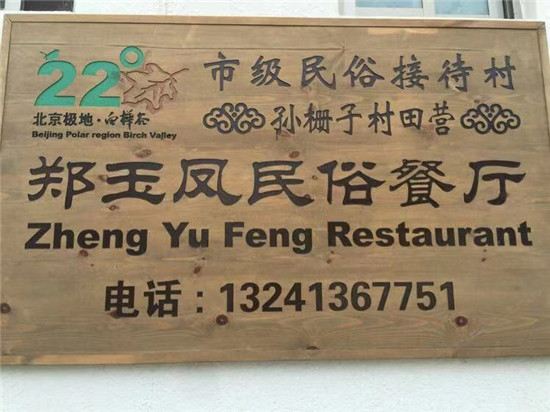 22°
北京极地·白桦谷
Beijing Polar region Birch Valley
市级民俗接待村
孙栅子村田营
郑玉凤民俗餐厅
Zheng Yu Feng Restaurant
电话：13241367751